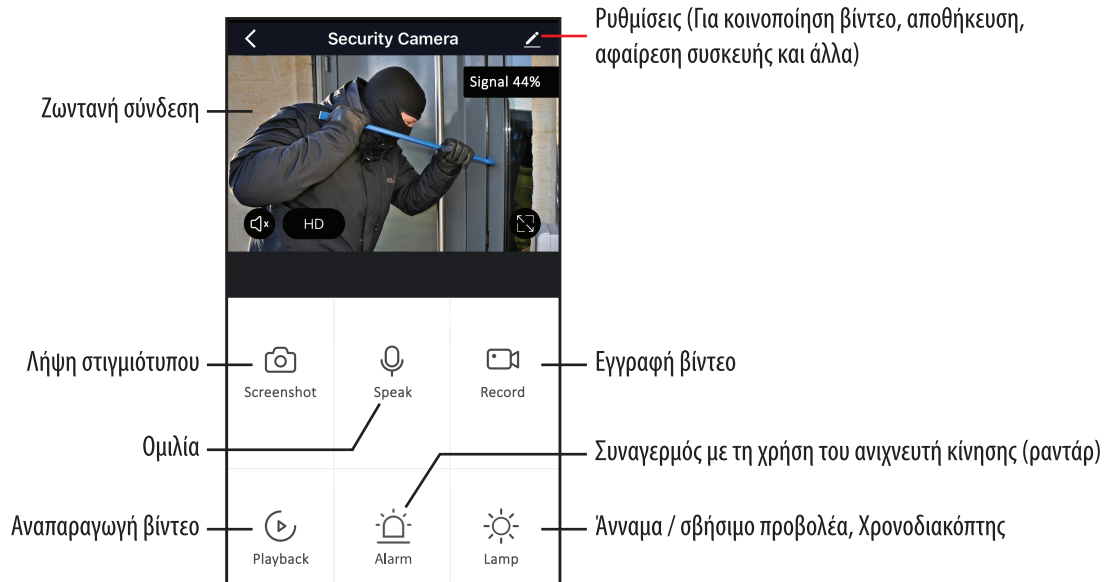 Ρυθμίσεις (Για κοινοποίηση βίντεο, αποθήκευση,
αφαίρεση συσκευής και άλλα)
Security Camera
Signal 44%
Ζωντανή σύνδεση
HD
Λήψη στιγμιότυπου
Screenshot
Speak
Record
Εγγραφή βίντεο
Ομιλία
Συναγερμός με τη χρήση του ανιχνευτή κίνησης (ραντάρ)
Αναπαραγωγή βίντεο
Playback
Alarm
Lamp
Άνναμα / σβήσιμο προβολέα, Χρονοδιακόπτης